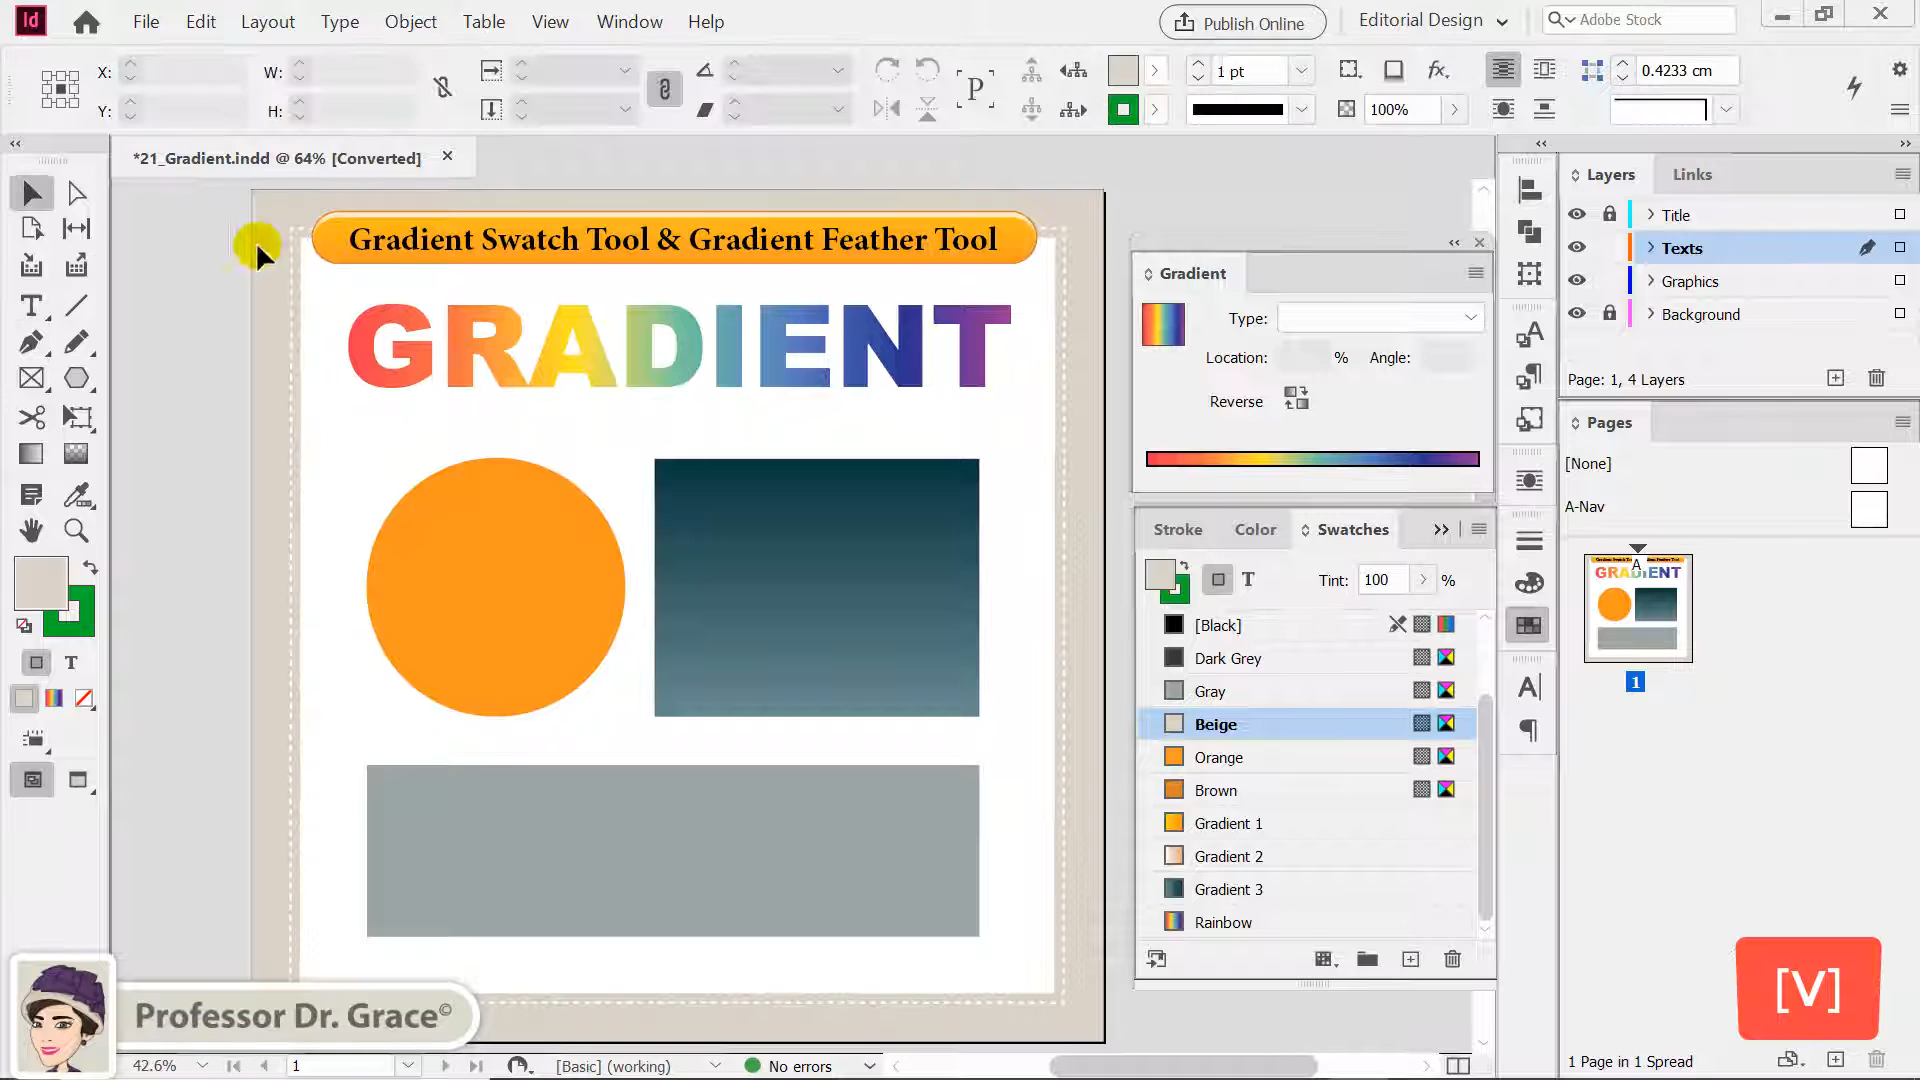 Id File Edit Layout Type Object Table View Window Help Publish Online Editorial Design Adobe Stock
X: W: P 1 pt fx. 0.4233 cm
Y: H: 100%
*21_Gradient.indd @ 64% [Converted]
Gradient Swatch Tool & Gradient Feather Tool
GRADIENT
Gradient
Type:
Location: % Angle:
Reverse
Stroke Color Swatches
T Tint: 100 %
[Black]
Dark Grey
Gray
Beige
Orange
Brown
Gradient 1
Gradient 2
Gradient 3
Rainbow
Layers Links
Title
Texts
Graphics
Background
Page: 1, 4 Layers
Pages
[None]
A-Nav
A
GRADIENT
1
[V]
Professor Dr. Grace©
42.6% 1 [Basic] (working) No errors
1 Page in 1 Spread